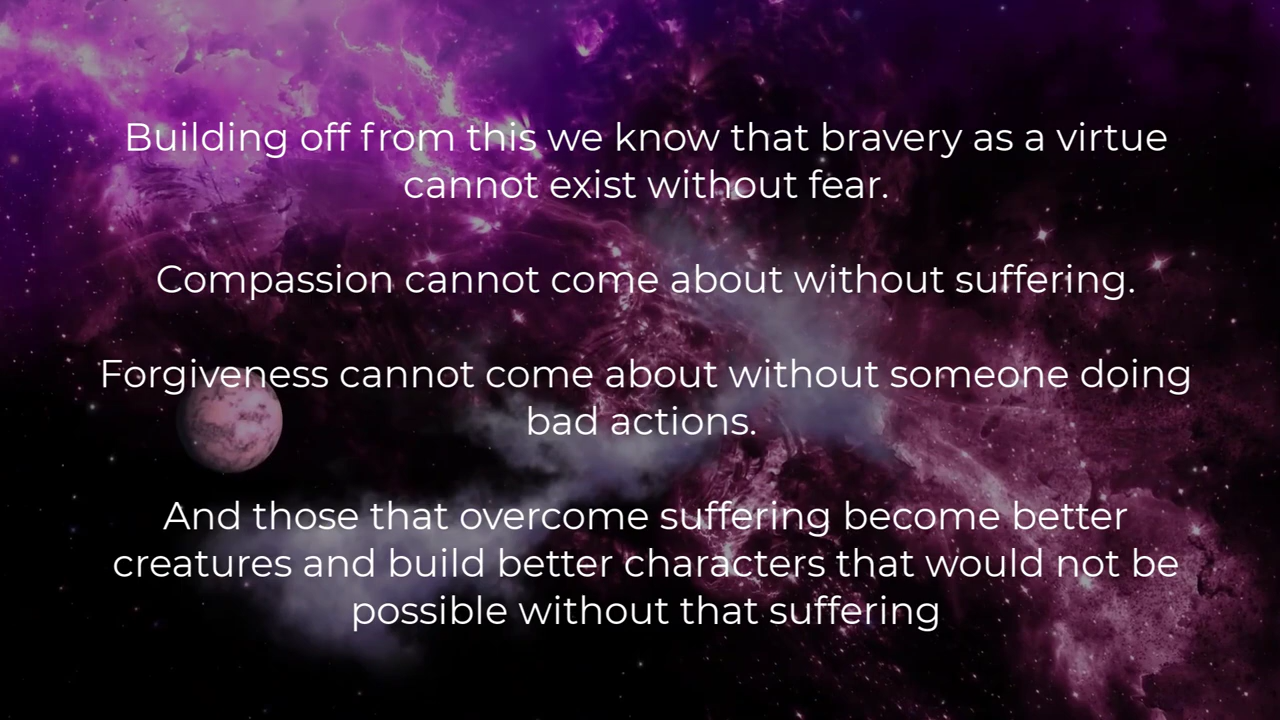 Building off from this we know that bravery as a virtue
cannot exist without fear.
Compassion cannot come about without suffering.
Forgiveness cannot come about without someone doing
bad actions.
And those that overcome suffering become better
creatures and build better characters that would not be
possible without that suffering